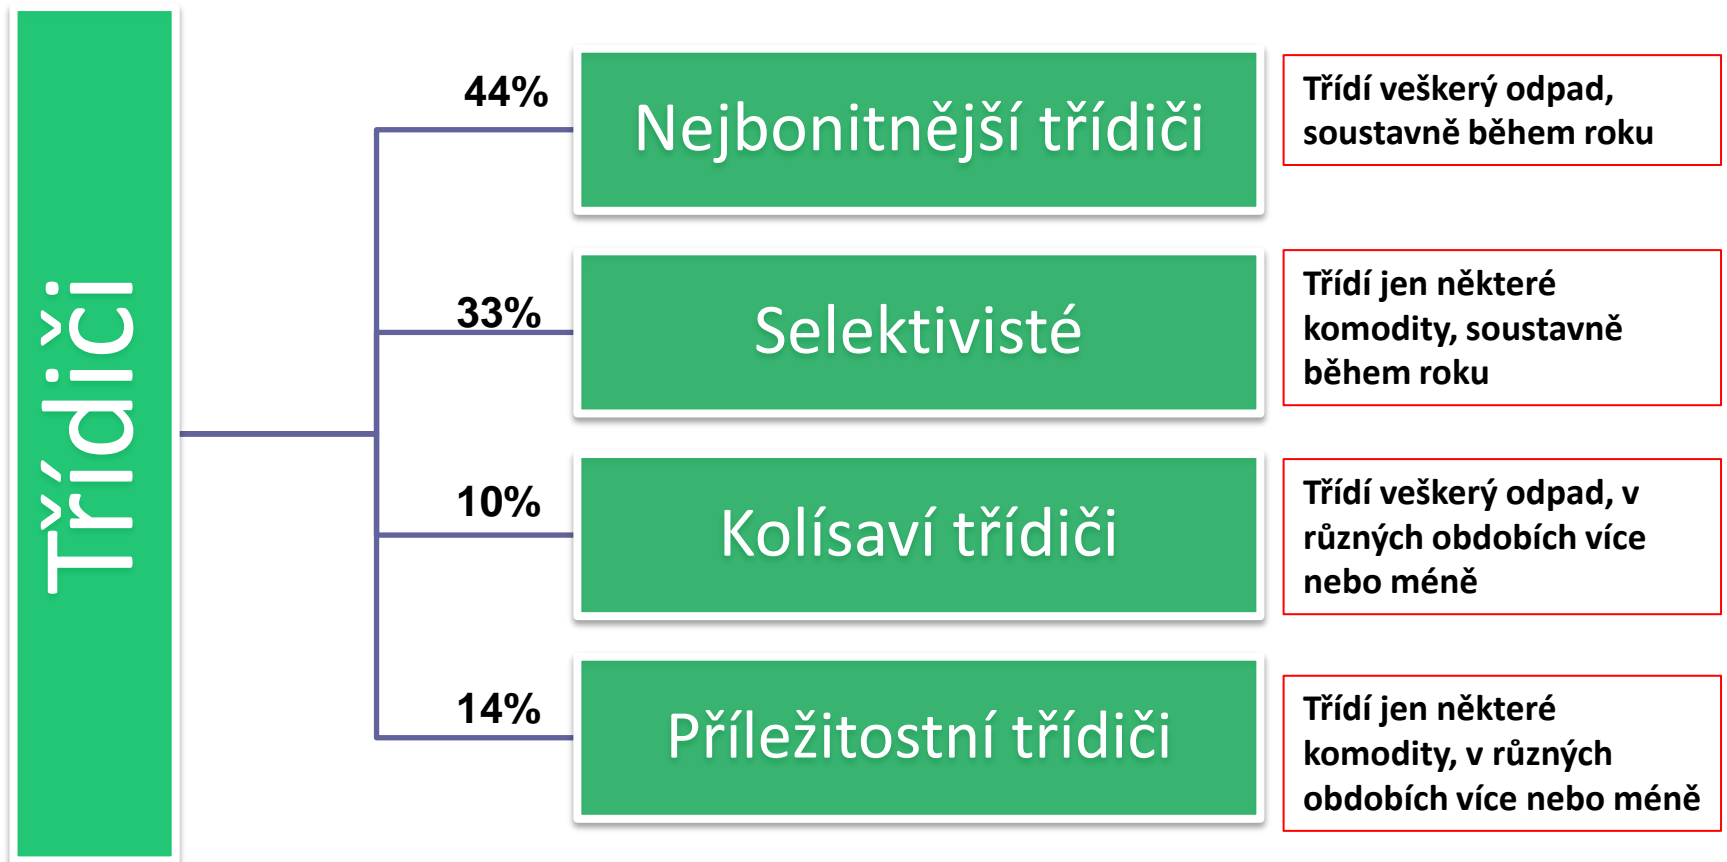 Třídiči
44%
Nejbonitnější třídiči
Třídí veškerý odpad,
soustavně během roku
33%
Selektivisté
Třídí jen některé
komodity, soustavně
během roku
10%
Kolísaví třídiči
Třídí veškerý odpad, v
různých obdobích více
nebo méně
14%
Příležitostní třídiči
Třídí jen některé
komodity, v různých
obdobích více nebo méně